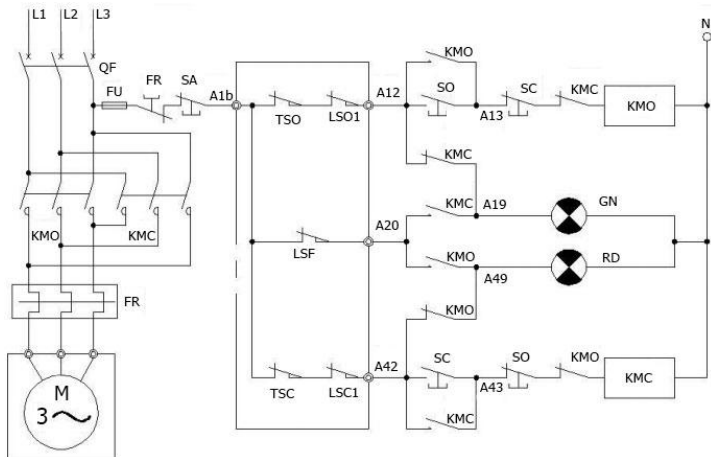 L1 L2 L3
N
QF
KMO
FR SA
FU
A1b
A12
SO
SC
KMC
KMO
TSO
LSO1
A13
KMC
KMC
A19
GN
A20
KMO
KMC
KMO
RD
LSF
A49
FR
KMO
A42
SC
SO
KMO
KMC
TSC
LSC1
A43
M
3
KMC